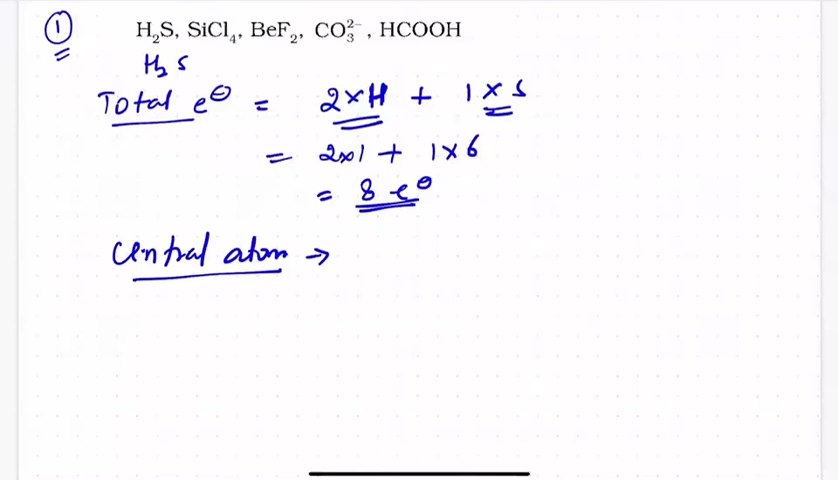 ① H₂S, SiCl₄, BeF₂, CO₃²⁻, HCOOH
H₂S
Total e⊖ = 2×H + 1×S
= 2×1 + 1×6
= 8 e⊖
Central atom →